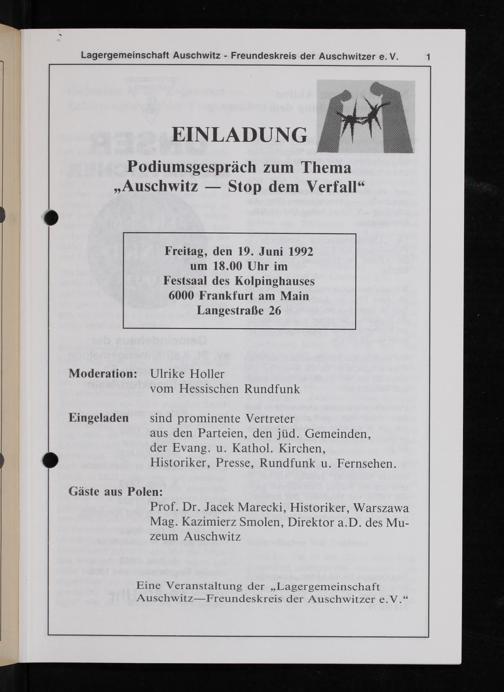 Lagergemeinschaft Auschwitz - Freundeskreis der Auschwitzer e. V. 1
EINLADUNG
Podiumsgespräch zum Thema
„Auschwitz — Stop dem Verfall“
Freitag, den 19. Juni 1992
um 18.00 Uhr im
Festsaal des Kolpinghauses
6000 Frankfurt am Main
Langestraße 26
Moderation: Ulrike Holler
vom Hessischen Rundfunk
Eingeladen sind prominente Vertreter
aus den Parteien, den jüd. Gemeinden,
der Evang. u. Kathol. Kirchen,
Historiker, Presse, Rundfunk u. Fernsehen.
Gäste aus Polen:
Prof. Dr. Jacek Marecki, Historiker, Warszawa
Mag. Kazimierz Smolen, Direktor a.D. des Mu-
zeum Auschwitz
Eine Veranstaltung der „Lagergemeinschaft
Auschwitz—Freundeskreis der Auschwitzer e.V.“